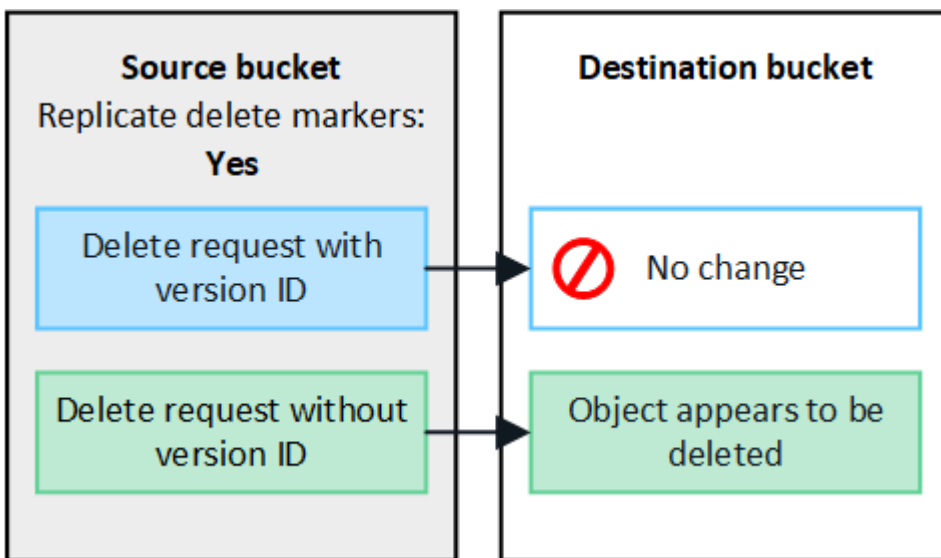 Source bucket
Replicate delete markers:
Yes
Delete request with
version ID
Delete request without
version ID
Destination bucket
No change
Object appears to be
deleted